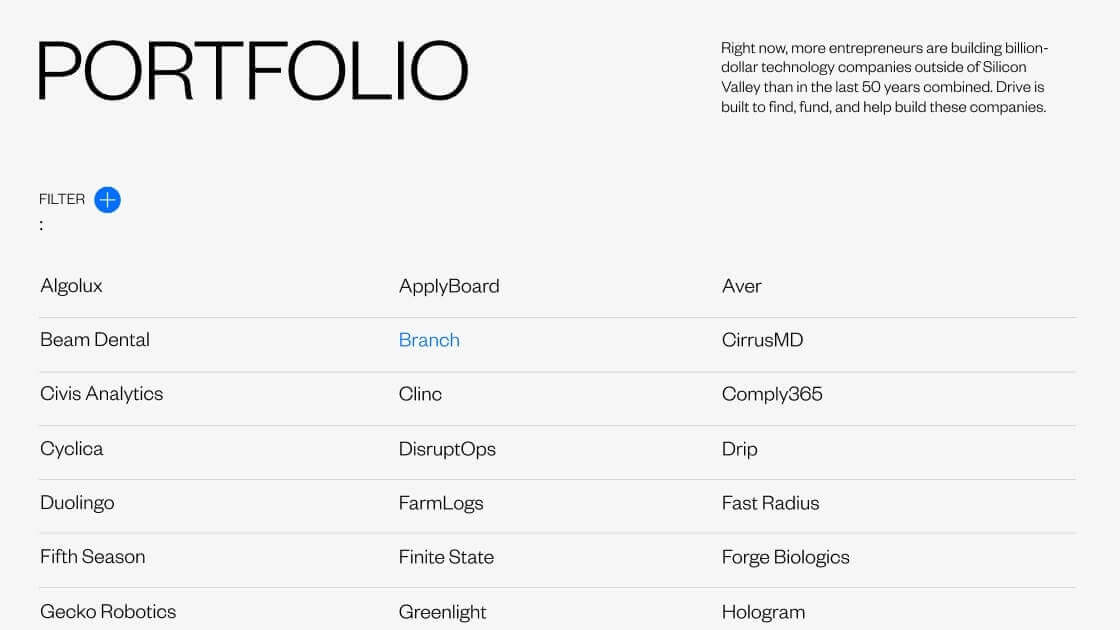 PORTFOLIO
Right now, more entrepreneurs are building billion-
dollar technology companies outside of Silicon
Valley than in the last 50 years combined. Drive is
built to find, fund, and help build these companies.
FILTER
:
Algolux ApplyBoard Aver
Beam Dental Branch CirrusMD
Civis Analytics Clinc Comply365
Cyclica DisruptOps Drip
Duolingo FarmLogs Fast Radius
Fifth Season Finite State Forge Biologics
Gecko Robotics Greenlight Hologram